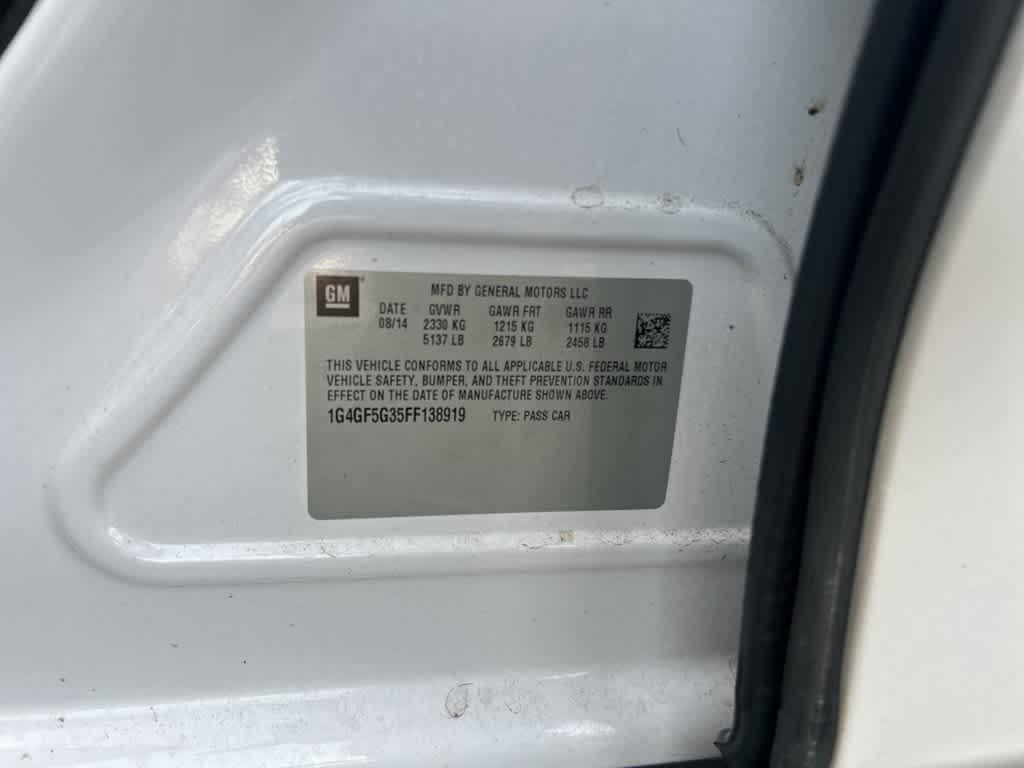 GM
MFD BY GENERAL MOTORS LLC
DATE GVWR GAWR FRT GAWR RR
08/14 2330 KG 1215 KG 1115 KG
5137 LB 2679 LB 2458 LB
THIS VEHICLE CONFORMS TO ALL APPLICABLE U.S. FEDERAL MOTOR
VEHICLE SAFETY, BUMPER, AND THEFT PREVENTION STANDARDS IN
EFFECT ON THE DATE OF MANUFACTURE SHOWN ABOVE.
1G4GF5G35FF138919 TYPE: PASS CAR